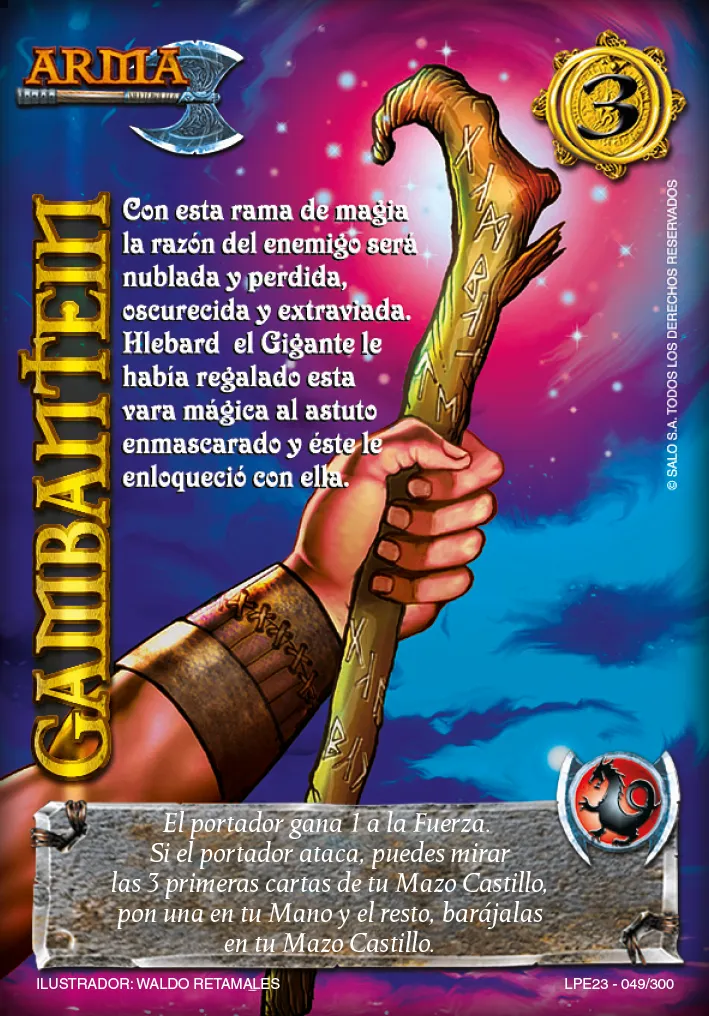 ARMA
3
GAMBANTEIN
Con esta rama de magia
la razón del enemigo será
nublada y perdida,
oscurecida y extraviada.
Hlebard el Gigante le
había regalado esta
vara mágica al astuto
enmascarado y éste le
enloqueció con ella.
© SALO S.A. TODOS LOS DERECHOS RESERVADOS
El portador gana 1 a la Fuerza.
Si el portador ataca, puedes mirar
las 3 primeras cartas de tu Mazo Castillo,
pon una en tu Mano y el resto, barájalas
en tu Mazo Castillo.
ILUSTRADOR: WALDO RETAMALES
LPE23 - 049/300